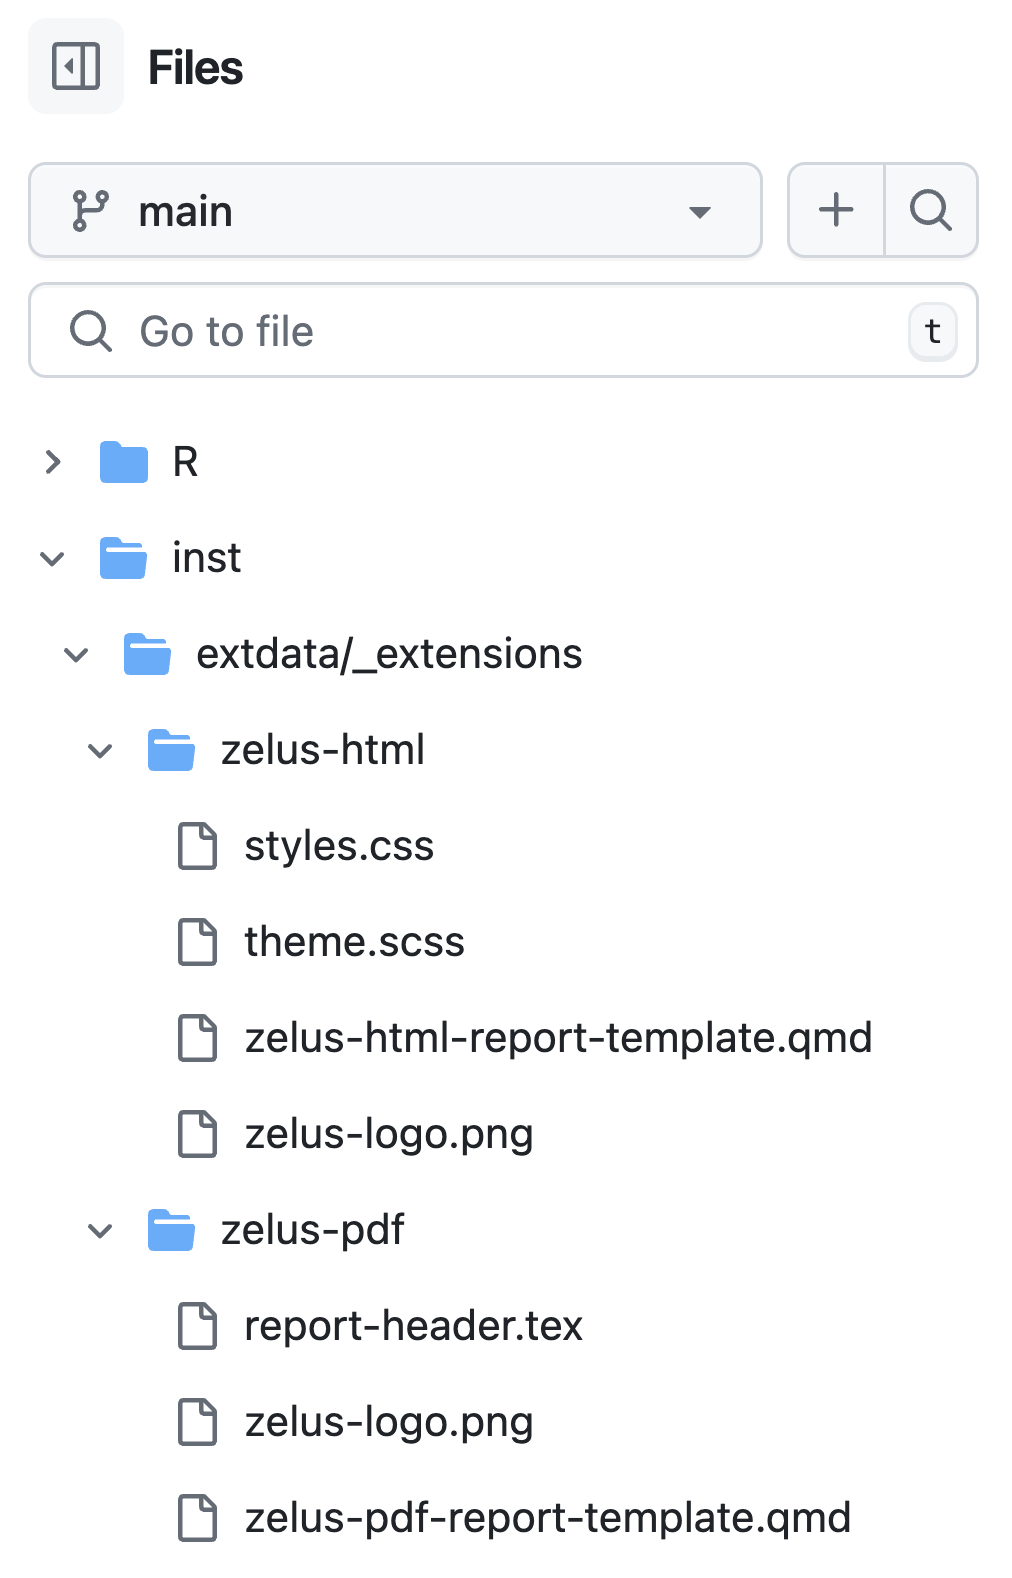 Files
main
Go to file
t
R
inst
extdata/_extensions
zelus-html
styles.css
theme.scss
zelus-html-report-template.qmd
zelus-logo.png
zelus-pdf
report-header.tex
zelus-logo.png
zelus-pdf-report-template.qmd